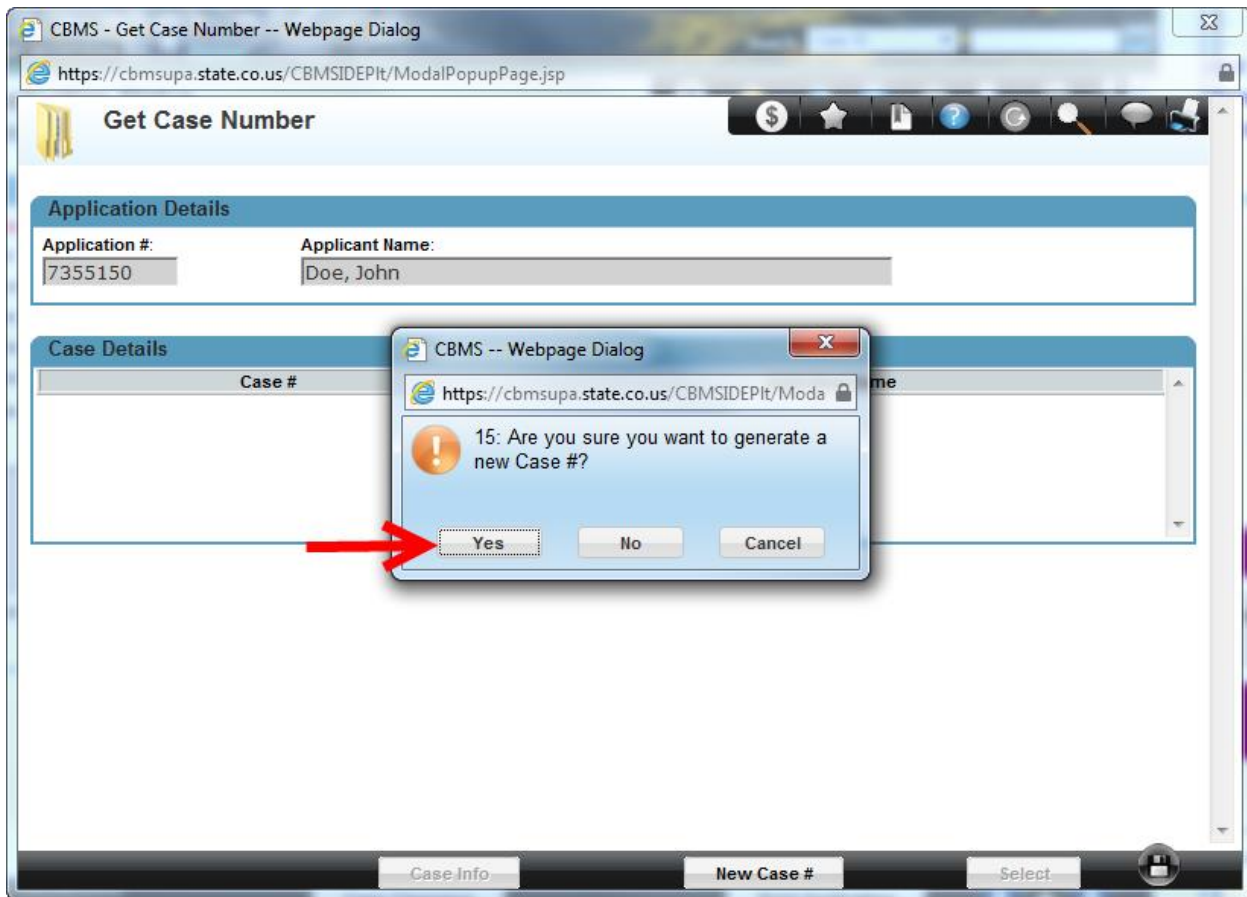 CBMS - Get Case Number -- Webpage Dialog
https://cbmsupa.state.co.us/CBMSIDEPlt/ModalPopupPage.jsp
Get Case Number
Application Details
Application #: Applicant Name:
7355150 Doe, John
Case Details
Case # me
CBMS -- Webpage Dialog
https://cbmsupa.state.co.us/CBMSIDEPlt/Moda
15: Are you sure you want to generate a
new Case #?
Yes No Cancel
Case Info New Case # Select